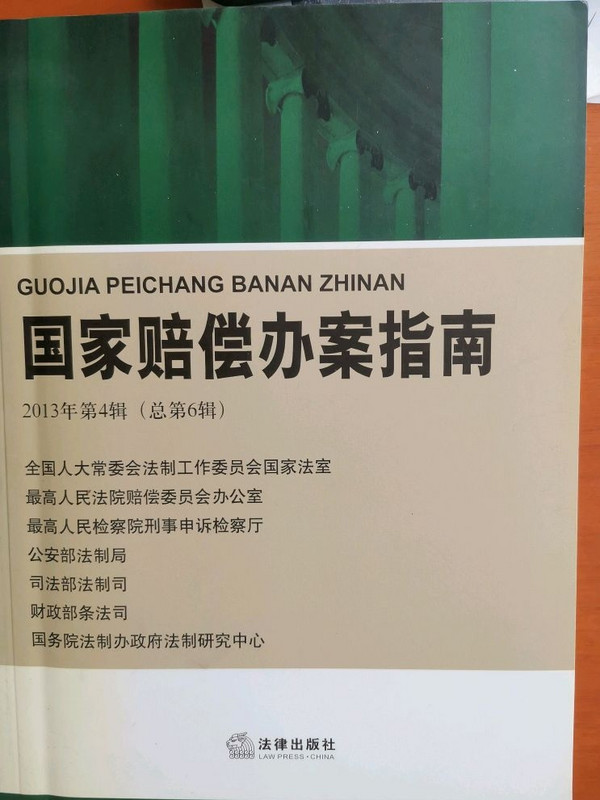 GUOJIA PEICHANG BANAN ZHINAN
国家赔偿办案指南
2013年第4辑（总第6辑）
全国人大常委会法制工作委员会国家法室
最高人民法院赔偿委员会办公室
最高人民检察院刑事申诉检察厅
公安部法制局
司法部法制司
财政部条法司
国务院法制办政府法制研究中心
法律出版社
LAW PRESS·CHINA